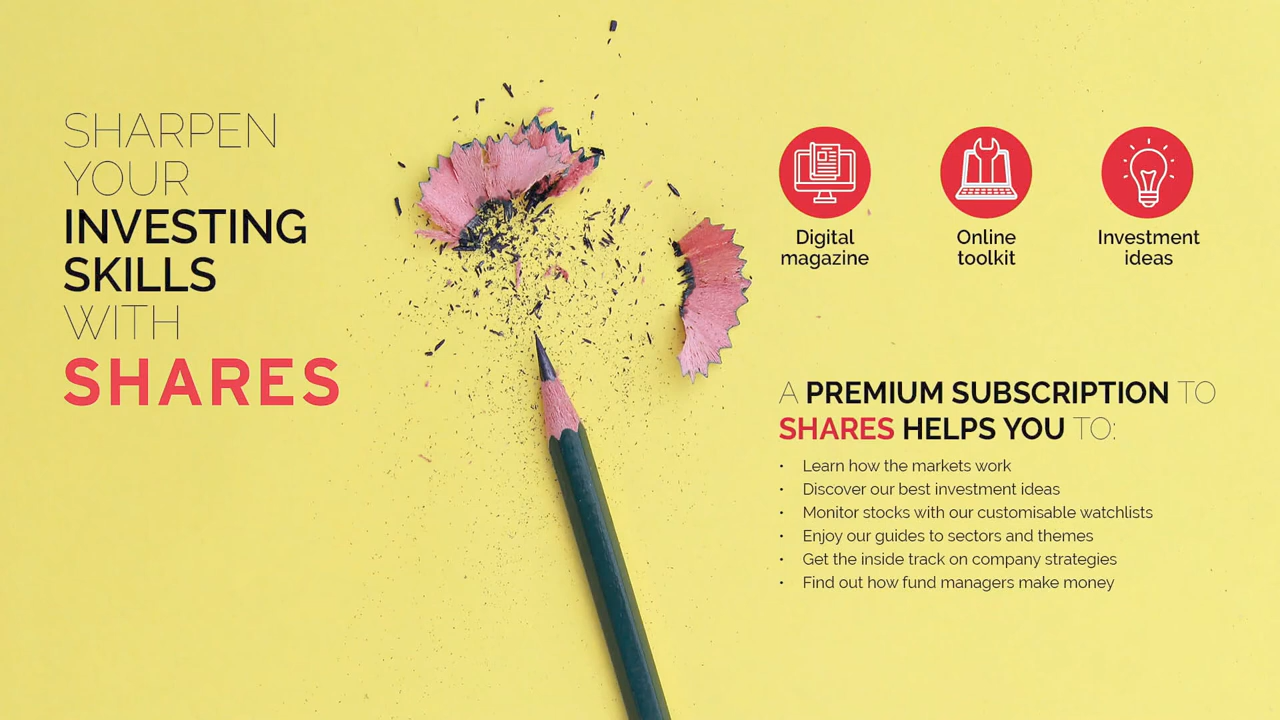 SHARPEN
YOUR
INVESTING
SKILLS
WITH
SHARES
Digital
magazine
Online
toolkit
Investment
ideas
A PREMIUM SUBSCRIPTION TO
SHARES HELPS YOU TO:
• Learn how the markets work
• Discover our best investment ideas
• Monitor stocks with our customisable watchlists
• Enjoy our guides to sectors and themes
• Get the inside track on company strategies
• Find out how fund managers make money